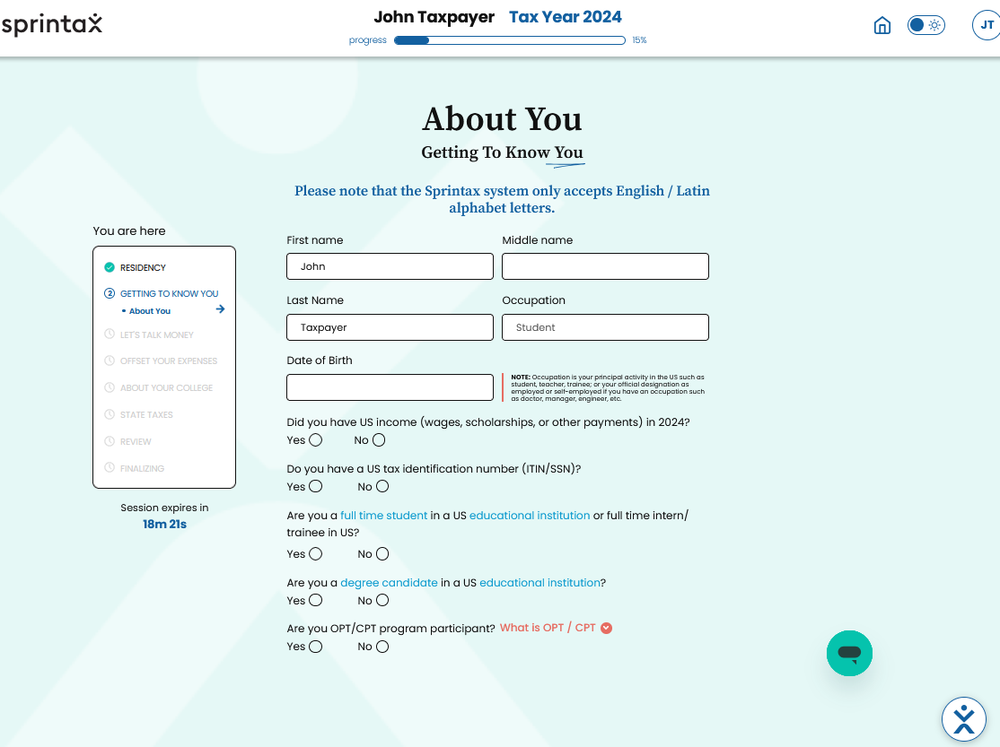 sprintax
John Taxpayer Tax Year 2024
progress 15%
JT
About You
Getting To Know You
Please note that the Sprintax system only accepts English / Latin
alphabet letters.
You are here
RESIDENCY
2 GETTING TO KNOW YOU
• About You
LET'S TALK MONEY
OFFSET YOUR EXPENSES
ABOUT YOUR COLLEGE
STATE TAXES
REVIEW
FINALIZING
Session expires in
18m 21s
First name Middle name
John
Last Name Occupation
Taxpayer Student
Date of Birth
NOTE: Occupation is your principal activity in the US such as
student, teacher, trainee; or your official designation as
employed or self-employed if you have an occupation such
as doctor, manager, engineer, etc.
Did you have US income (wages, scholarships, or other payments) in 2024?
Yes No
Do you have a US tax identification number (ITIN/SSN)?
Yes No
Are you a full time student in a US educational institution or full time intern/
trainee in US?
Yes No
Are you a degree candidate in a US educational institution?
Yes No
Are you OPT/CPT program participant? What is OPT / CPT
Yes No